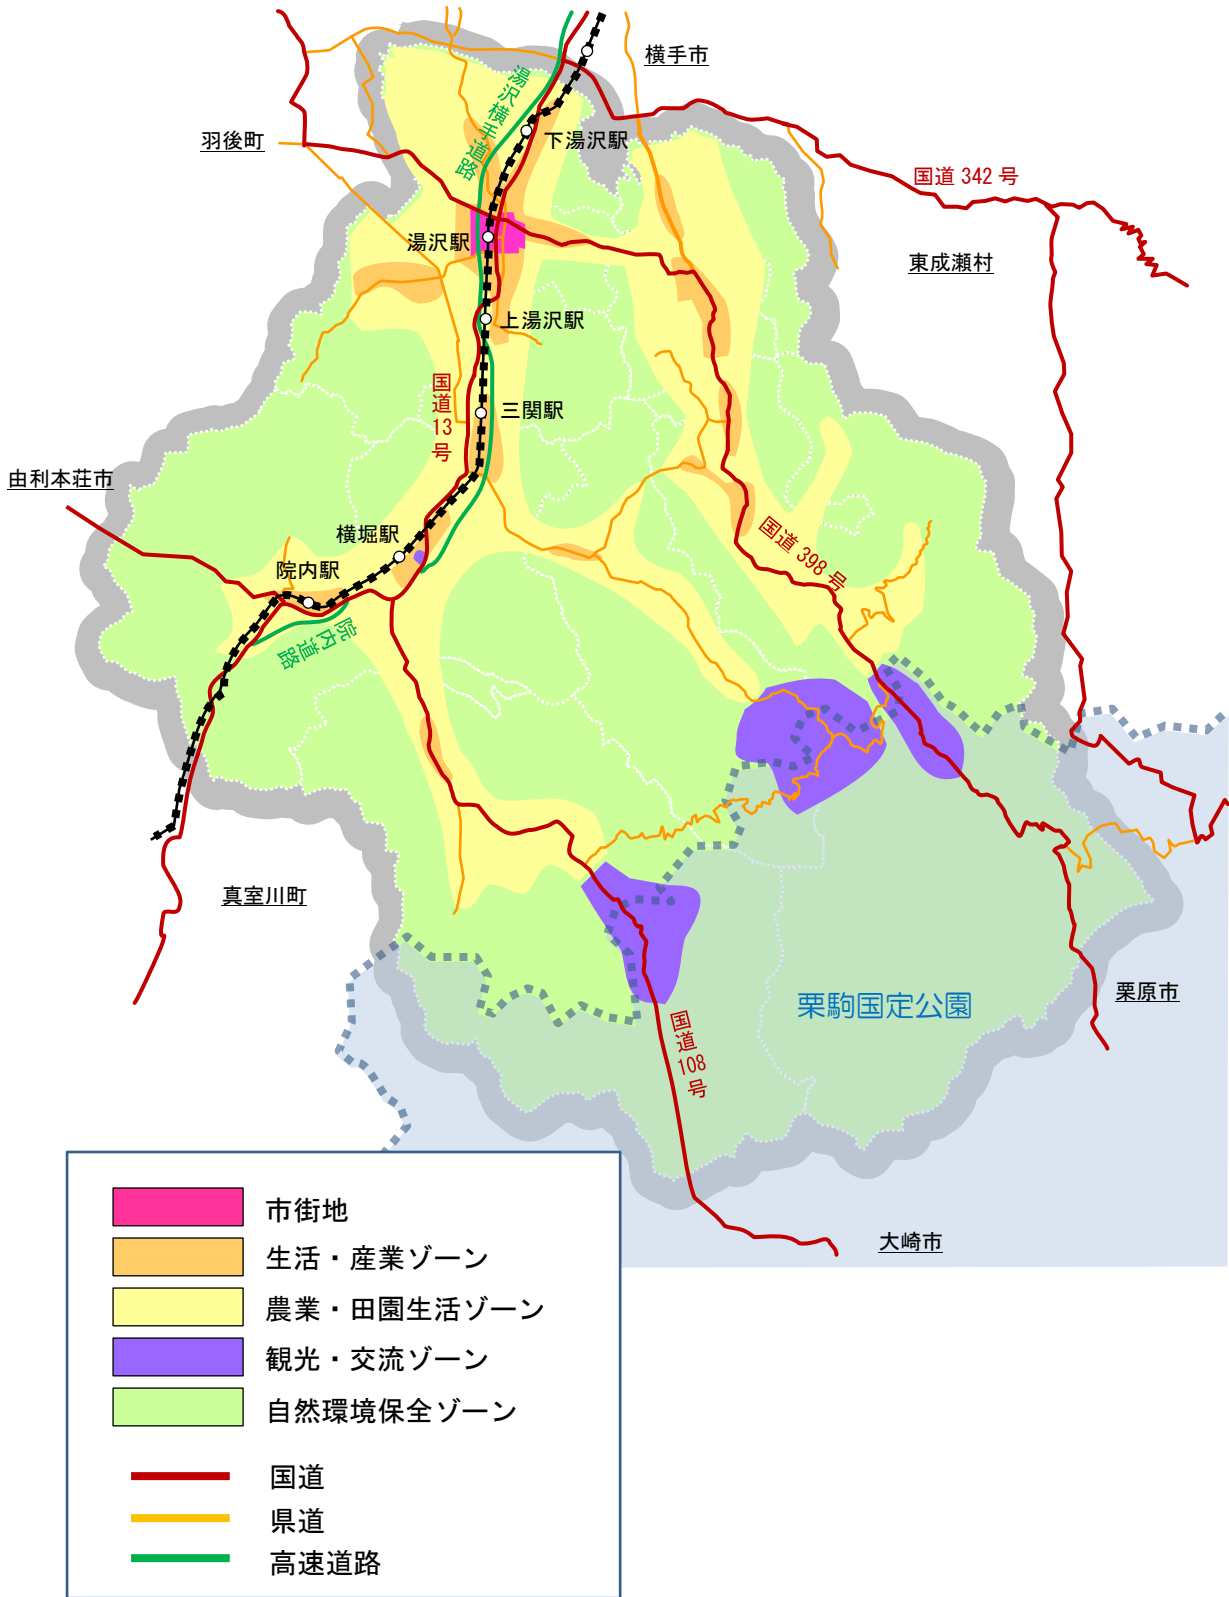 横手市
湯沢横手道路
羽後町
下湯沢駅
国道 342 号
湯沢駅
東成瀬村
上湯沢駅
国道13号
三関駅
由利本荘市
横堀駅
国道 398 号
院内駅
院内道路
真室川町
栗原市
栗駒国定公園
国道108号
大崎市
市街地
生活・産業ゾーン
農業・田園生活ゾーン
観光・交流ゾーン
自然環境保全ゾーン
国道
県道
高速道路